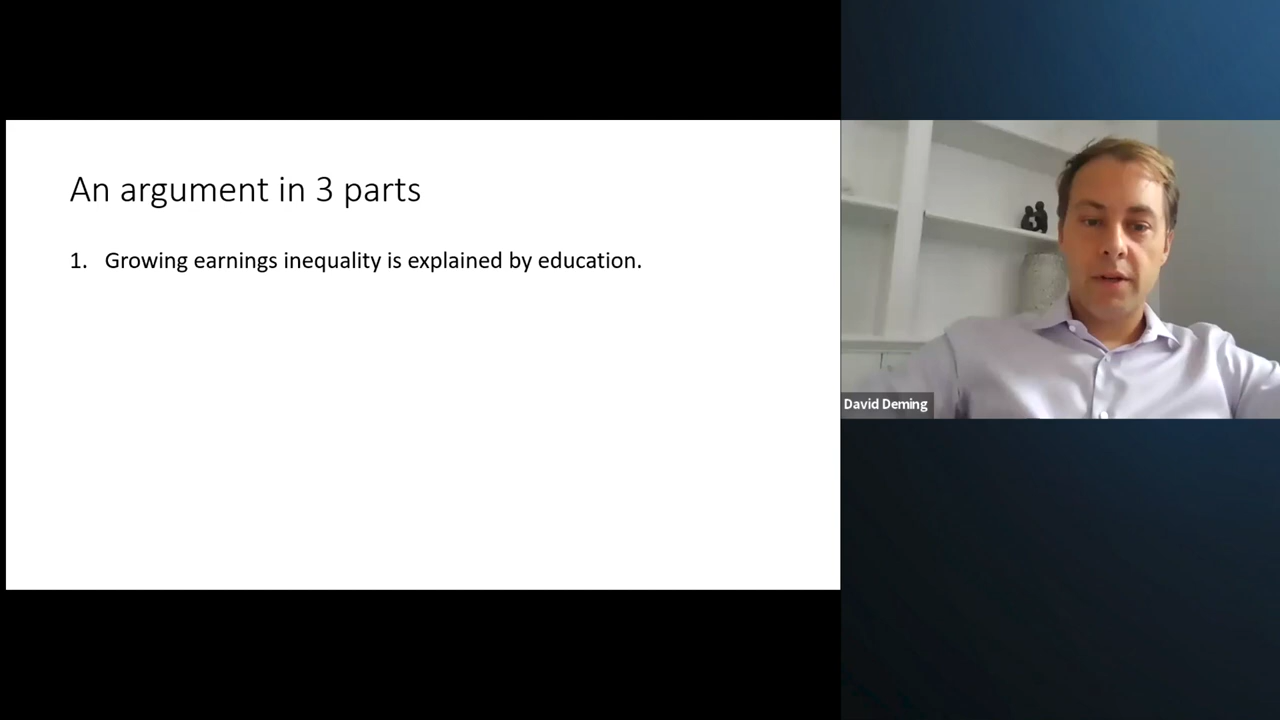 An argument in 3 parts
1. Growing earnings inequality is explained by education.
David Deming